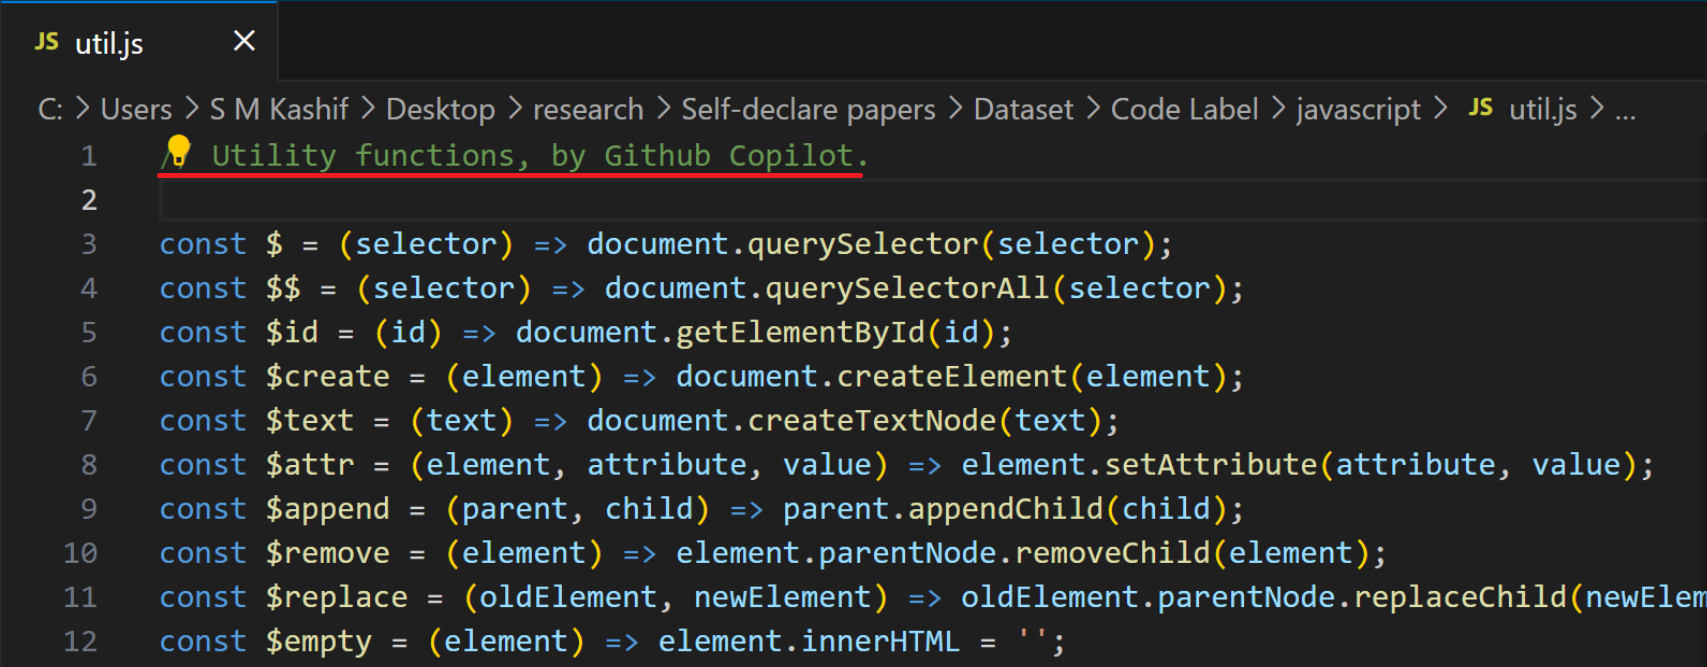 JS util.js ×
C: > Users > S M Kashif > Desktop > research > Self-declare papers > Dataset > Code Label > javascript > JS util.js > ...
1 // Utility functions, by Github Copilot.
2
3 const $ = (selector) => document.querySelector(selector);
4 const $$ = (selector) => document.querySelectorAll(selector);
5 const $id = (id) => document.getElementById(id);
6 const $create = (element) => document.createElement(element);
7 const $text = (text) => document.createTextNode(text);
8 const $attr = (element, attribute, value) => element.setAttribute(attribute, value);
9 const $append = (parent, child) => parent.appendChild(child);
10 const $remove = (element) => element.parentNode.removeChild(element);
11 const $replace = (oldElement, newElement) => oldElement.parentNode.replaceChild(newElem
12 const $empty = (element) => element.innerHTML = '';